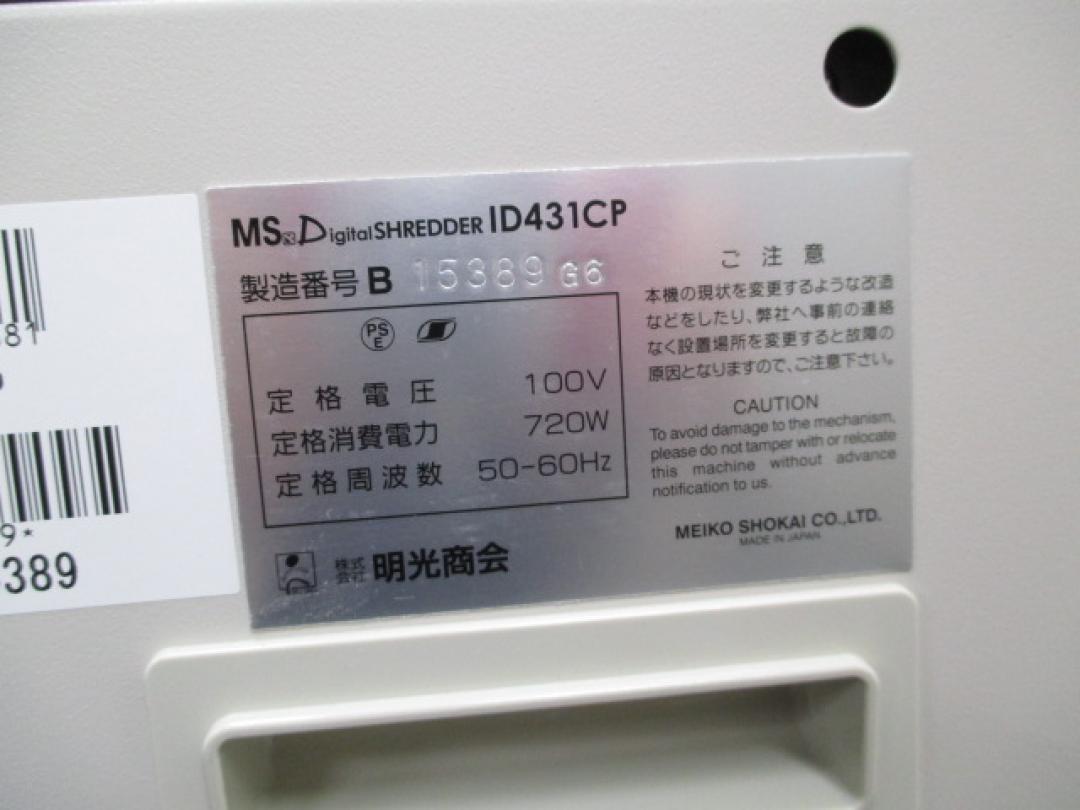 MS Digital SHREDDER ID431CP
製造番号 B 15389 G6
PS
E
定格電圧 100V
定格消費電力 720W
定格周波数 50-60Hz
株式会社 明光商会
ご注意
本機の現状を変更するような改造
などをしたり、弊社へ事前の連絡
なく設置場所を変更すると故障の
原因となりますので、ご注意下さい。
CAUTION
To avoid damage to the mechanism,
please do not tamper with or relocate
this machine without advance
notification to us.
MEIKO SHOKAI CO.,LTD.
MADE IN JAPAN
381
9*
5389